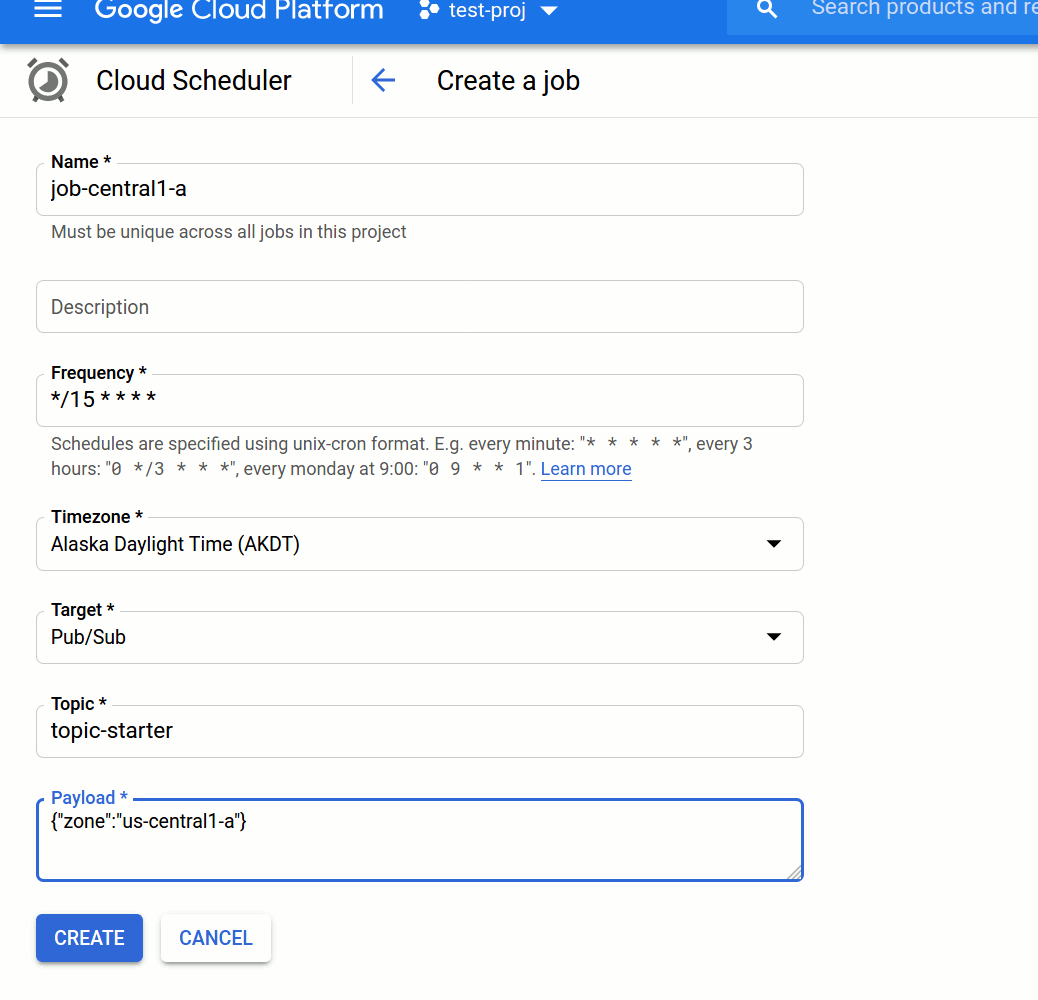 Google Cloud Platform test-proj Search products and re
Cloud Scheduler Create a job
Name *
job-central1-a
Must be unique across all jobs in this project
Description
Frequency *
*/15 * * * *
Schedules are specified using unix-cron format. E.g. every minute: "* * * * *", every 3
hours: "0 */3 * * *", every monday at 9:00: "0 9 * * 1". Learn more
Timezone *
Alaska Daylight Time (AKDT)
Target *
Pub/Sub
Topic *
topic-starter
Payload *
{"zone":"us-central1-a"}
CREATE CANCEL